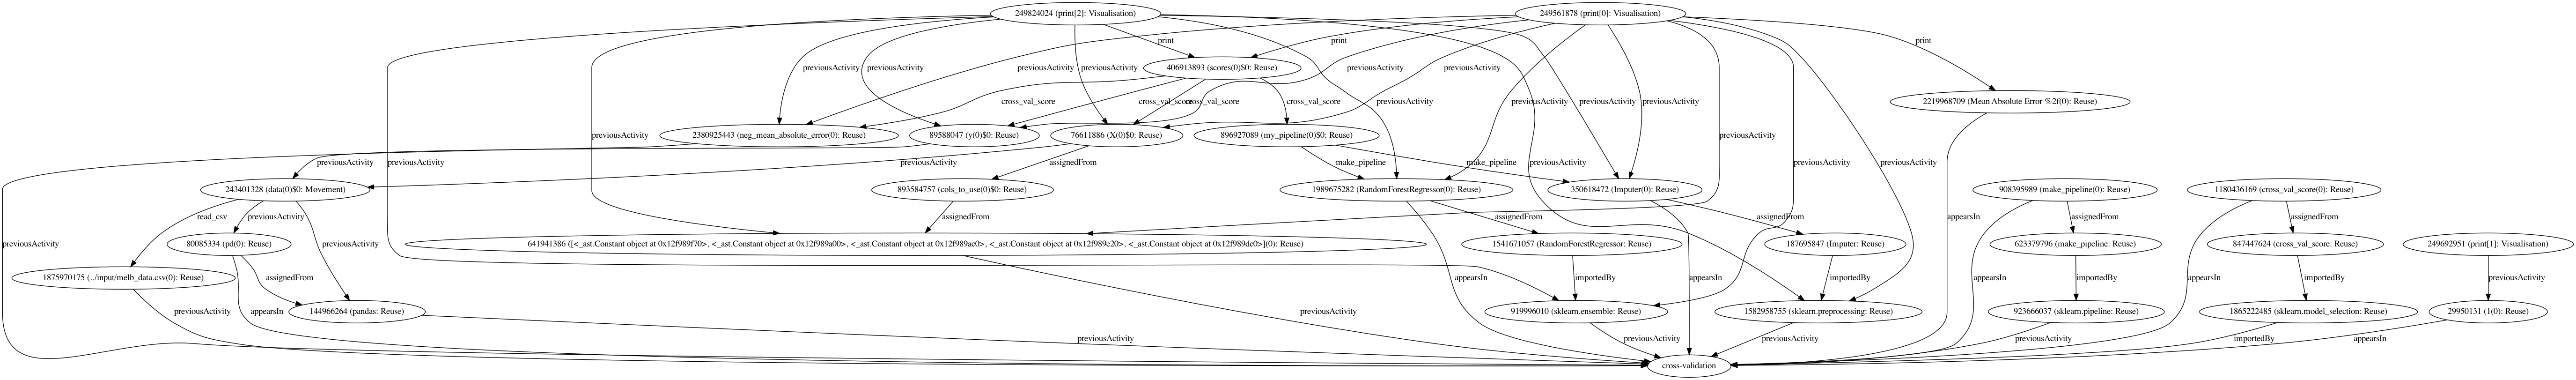 249824024 (print[2]: Visualisation)
249561878 (print[0]: Visualisation)
print
print
print
406913893 (scores(0)$0: Reuse)
previousActivity
previousActivity
previousActivity
previousActivity
previousActivity
previousActivity
2219968709 (Mean Absolute Error %2f(0): Reuse)
cross_val_score
cross_val_score
cross_val_score
cross_val_score
previousActivity
previousActivity
previousActivity
previousActivity
2380925443 (neg_mean_absolute_error(0): Reuse)
89588047 (y(0)$0: Reuse)
76611886 (X(0)$0: Reuse)
896927089 (my_pipeline(0)$0: Reuse)
previousActivity
previousActivity
previousActivity
previousActivity
previousActivity
assignedFrom
make_pipeline
make_pipeline
previousActivity
previousActivity
previousActivity
243401328 (data(0)$0: Movement)
893584757 (cols_to_use(0)$0: Reuse)
1989675282 (RandomForestRegressor(0): Reuse)
350618472 (Imputer(0): Reuse)
908395989 (make_pipeline(0): Reuse)
1180436169 (cross_val_score(0): Reuse)
read_csv
previousActivity
assignedFrom
assignedFrom
assignedFrom
appearsIn
assignedFrom
assignedFrom
previousActivity
previousActivity
80085334 (pd(0): Reuse)
641941386 ([<_ast.Constant object at 0x12f989f70>, <_ast.Constant object at 0x12f989a00>, <_ast.Constant object at 0x12f989ac0>, <_ast.Constant object at 0x12f989e20>, <_ast.Constant object at 0x12f989dc0>](0): Reuse)
1541671057 (RandomForestRegressor: Reuse)
187695847 (Imputer: Reuse)
623379796 (make_pipeline: Reuse)
847447624 (cross_val_score: Reuse)
249692951 (print[1]: Visualisation)
1875970175 (../input/melb_data.csv(0): Reuse)
assignedFrom
appearsIn
importedBy
appearsIn
importedBy
appearsIn
importedBy
appearsIn
importedBy
previousActivity
previousActivity
appearsIn
144966264 (pandas: Reuse)
previousActivity
919996010 (sklearn.ensemble: Reuse)
1582958755 (sklearn.preprocessing: Reuse)
923666037 (sklearn.pipeline: Reuse)
1865222485 (sklearn.model_selection: Reuse)
29950131 (1(0): Reuse)
previousActivity
previousActivity
previousActivity
previousActivity
importedBy
appearsIn
cross-validation